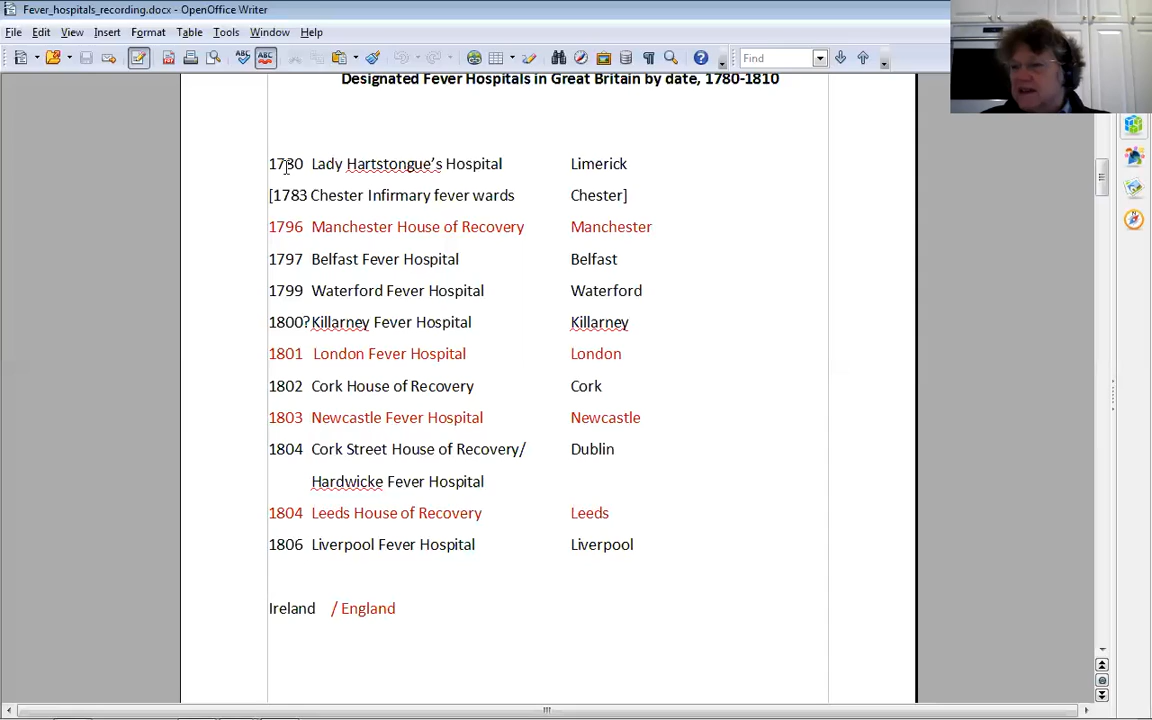 Fever_hospitals_recording.docx - OpenOffice Writer
File Edit View Insert Format Table Tools Window Help
Find
Designated Fever Hospitals in Great Britain by date, 1780-1810
1780 Lady Hartstongue's Hospital Limerick
[1783 Chester Infirmary fever wards Chester]
1796 Manchester House of Recovery Manchester
1797 Belfast Fever Hospital Belfast
1799 Waterford Fever Hospital Waterford
1800? Killarney Fever Hospital Killarney
1801 London Fever Hospital London
1802 Cork House of Recovery Cork
1803 Newcastle Fever Hospital Newcastle
1804 Cork Street House of Recovery/ Dublin
Hardwicke Fever Hospital
1804 Leeds House of Recovery Leeds
1806 Liverpool Fever Hospital Liverpool
Ireland / England